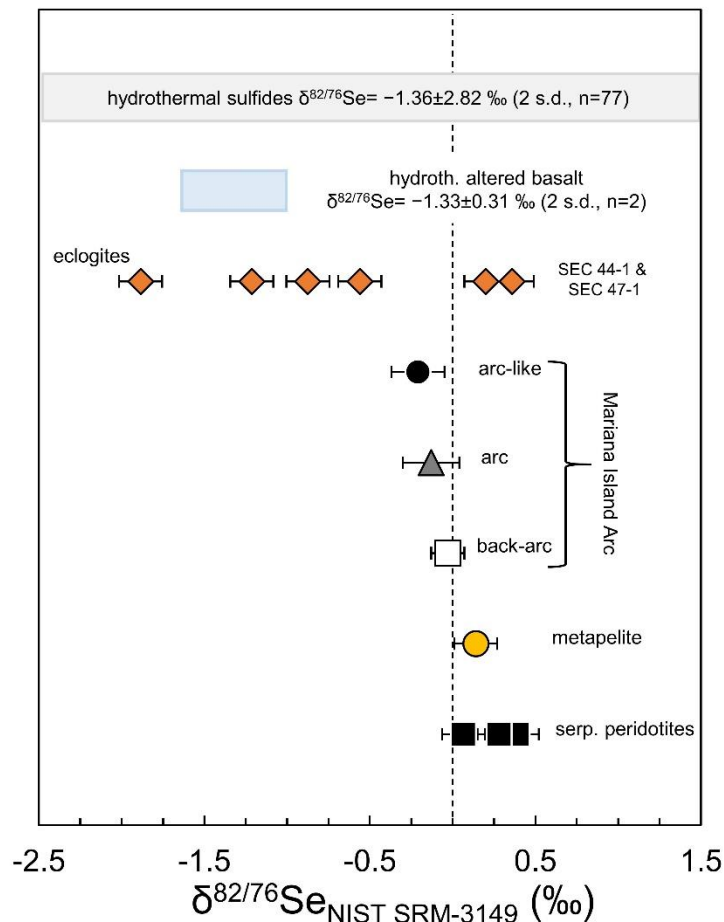 hydrothermal sulfides δ82/76Se= −1.36±2.82 ‰ (2 s.d., n=77)
hydroth. altered basalt
δ82/76Se= −1.33±0.31 ‰ (2 s.d., n=2)
eclogites
SEC 44-1 &
SEC 47-1
arc-like
arc
back-arc
Mariana Island Arc
metapelite
serp. peridotites
-2.5 -1.5 -0.5 0.5 1.5
δ82/76Se NIST SRM-3149 (‰)